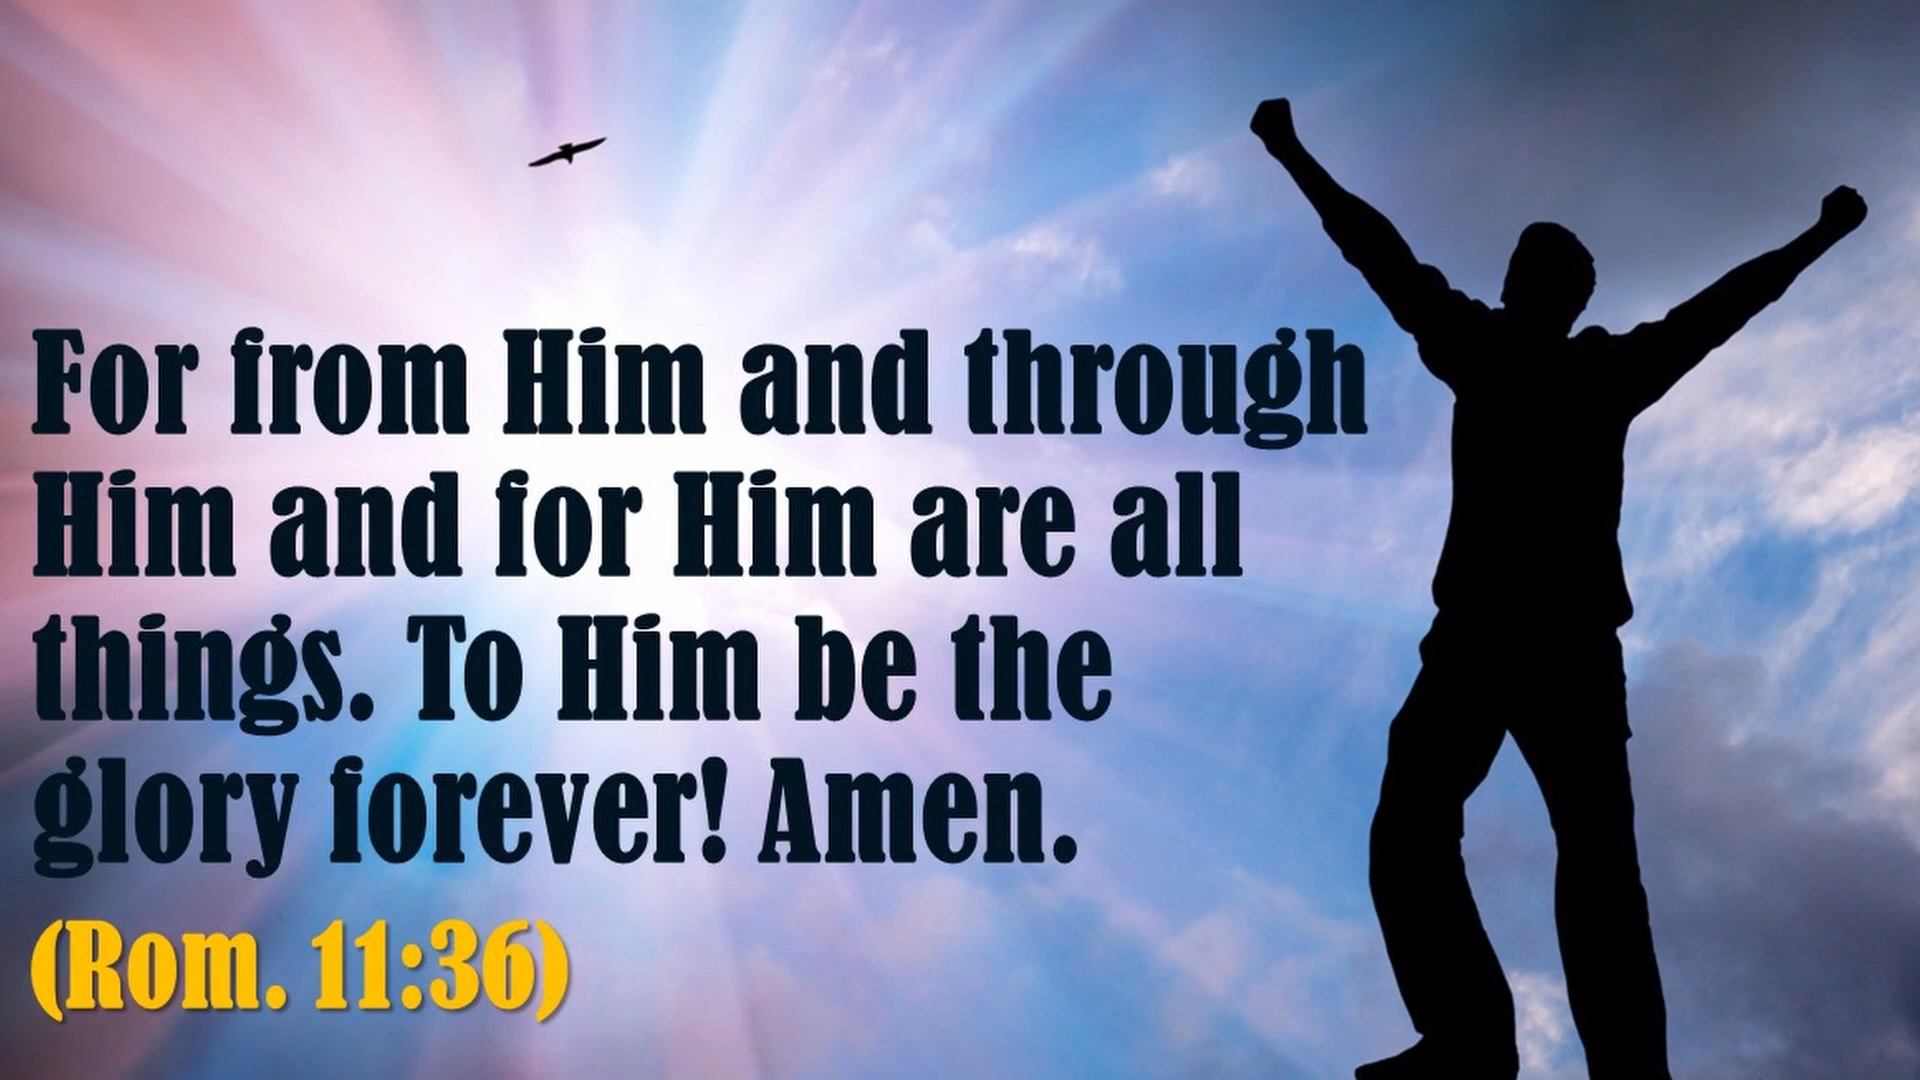 For from Him and through
Him and for Him are all
things. To Him be the
glory forever! Amen.
(Rom. 11:36)